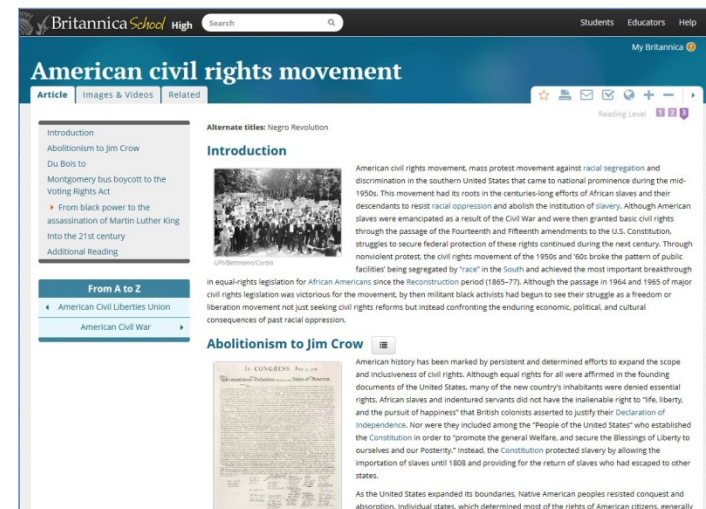 Britannica School High
Search
Students Educators Help
My Britannica
American civil rights movement
Article Images & Videos Related
Reading Level 1 2 3
Introduction
Abolitionism to Jim Crow
Du Bois to
Montgomery bus boycott to the
Voting Rights Act
From black power to the
assassination of Martin Luther King
Into the 21st century
Additional Reading
From A to Z
American Civil Liberties Union
American Civil War
Alternate titles: Negro Revolution
Introduction
UPI/Bettmann/Corbis
American civil rights movement, mass protest movement against racial segregation and
discrimination in the southern United States that came to national prominence during the mid-
1950s. This movement had its roots in the centuries-long efforts of African slaves and their
descendants to resist racial oppression and abolish the institution of slavery. Although American
slaves were emancipated as a result of the Civil War and were then granted basic civil rights
through the passage of the Fourteenth and Fifteenth amendments to the U.S. Constitution,
struggles to secure federal protection of these rights continued during the next century. Through
nonviolent protest, the civil rights movement of the 1950s and '60s broke the pattern of public
facilities' being segregated by "race" in the South and achieved the most important breakthrough
in equal-rights legislation for African Americans since the Reconstruction period (1865–77). Although the passage in 1964 and 1965 of major
civil rights legislation was victorious for the movement, by then militant black activists had begun to see their struggle as a freedom or
liberation movement not just seeking civil rights reforms but instead confronting the enduring economic, political, and cultural
consequences of past racial oppression.
Abolitionism to Jim Crow
IN CONGRESS, July 4, 1776
American history has been marked by persistent and determined efforts to expand the scope
and inclusiveness of civil rights. Although equal rights for all were affirmed in the founding
documents of the United States, many of the new country's inhabitants were denied essential
rights. African slaves and indentured servants did not have the inalienable right to "life, liberty,
and the pursuit of happiness" that British colonists asserted to justify their Declaration of
Independence. Nor were they included among the "People of the United States" who established
the Constitution in order to "promote the general Welfare, and secure the Blessings of Liberty to
ourselves and our Posterity." Instead, the Constitution protected slavery by allowing the
importation of slaves until 1808 and providing for the return of slaves who had escaped to other
states.
As the United States expanded its boundaries, Native American peoples resisted conquest and
absorption. Individual states, which determined most of the rights of American citizens, generally